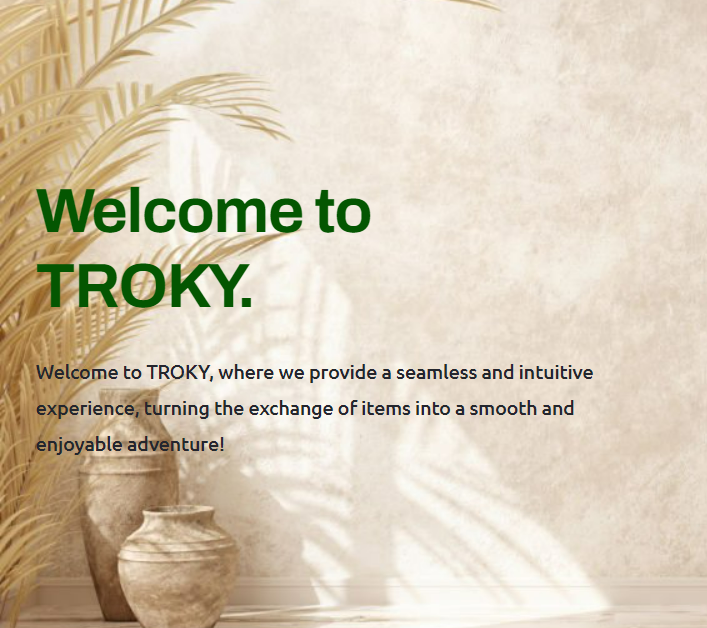 Welcome to
TROKY.
Welcome to TROKY, where we provide a seamless and intuitive
experience, turning the exchange of items into a smooth and
enjoyable adventure!